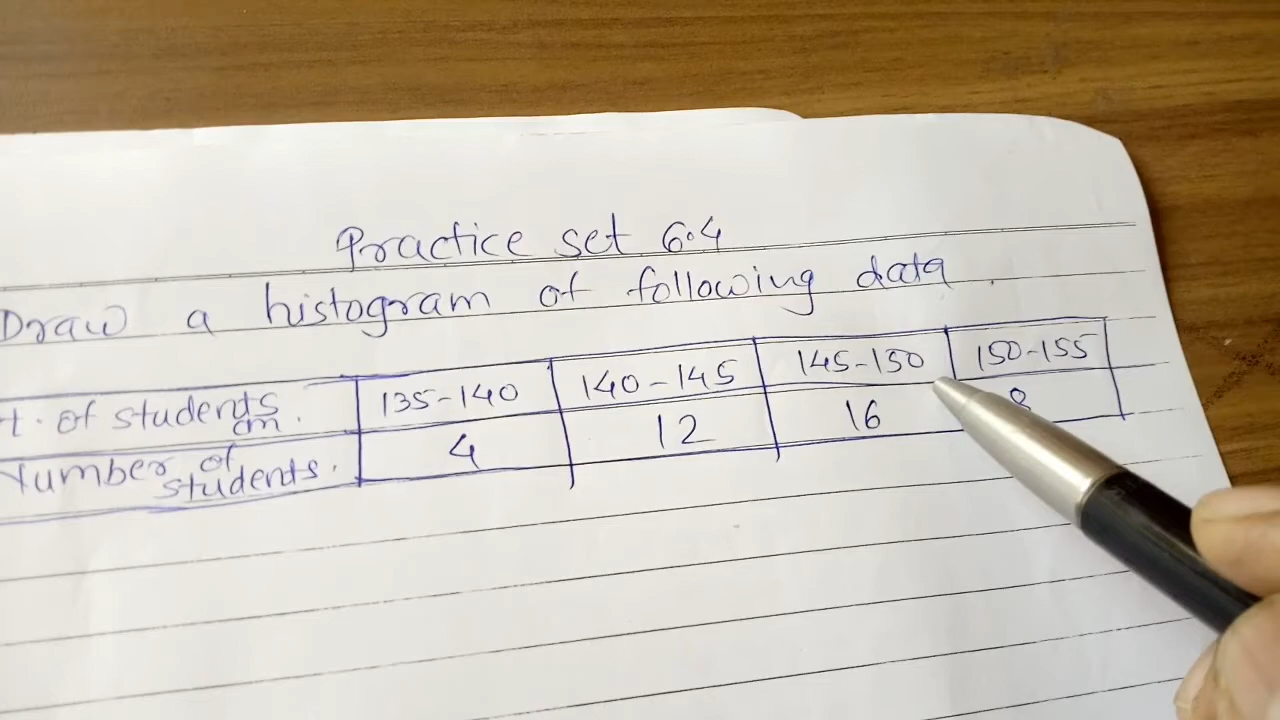 Practice set 6.4
Draw a histogram of following data.
t. of students cm. 135-140 140-145 145-150 150-155
Number of students. 4 12 16 8